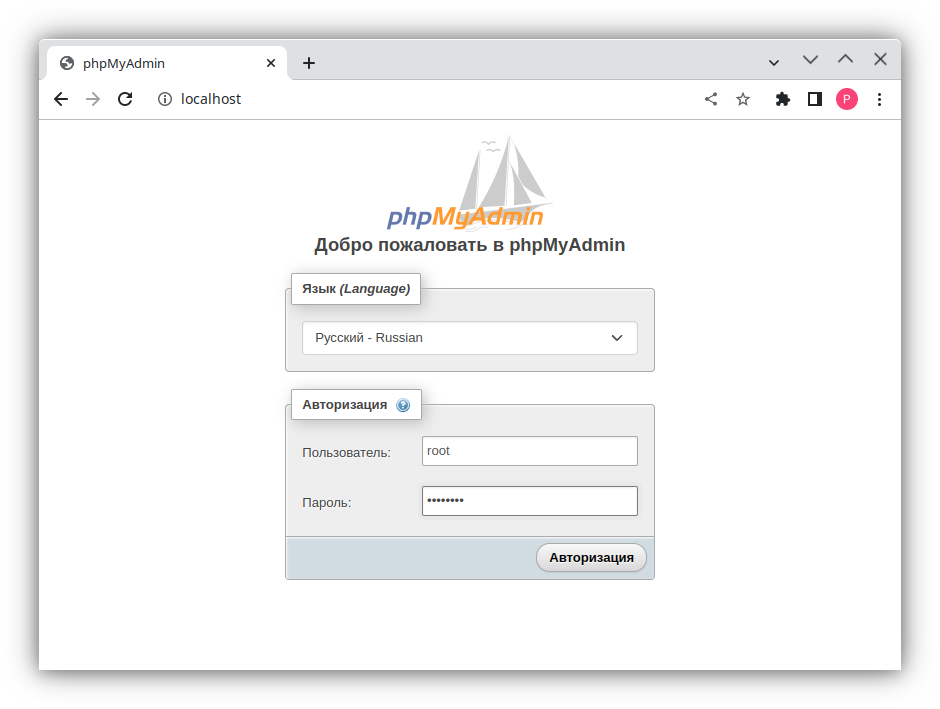 phpMyAdmin
localhost
P
phpMyAdmin
Добро пожаловать в phpMyAdmin
Язык (Language)
Русский - Russian
Авторизация ?
Пользователь: root
Пароль: ••••••••
Авторизация